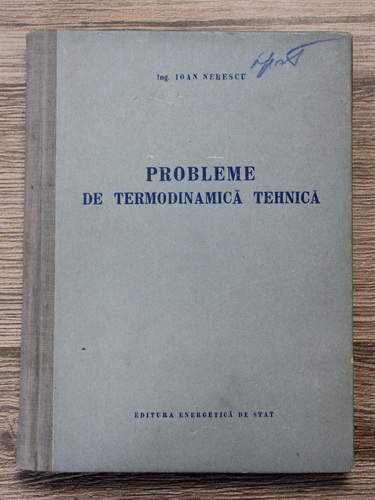 Ing. IOAN NERESCU
PROBLEME
DE TERMODINAMICĂ TEHNICĂ
EDITURA ENERGETICĂ DE STAT